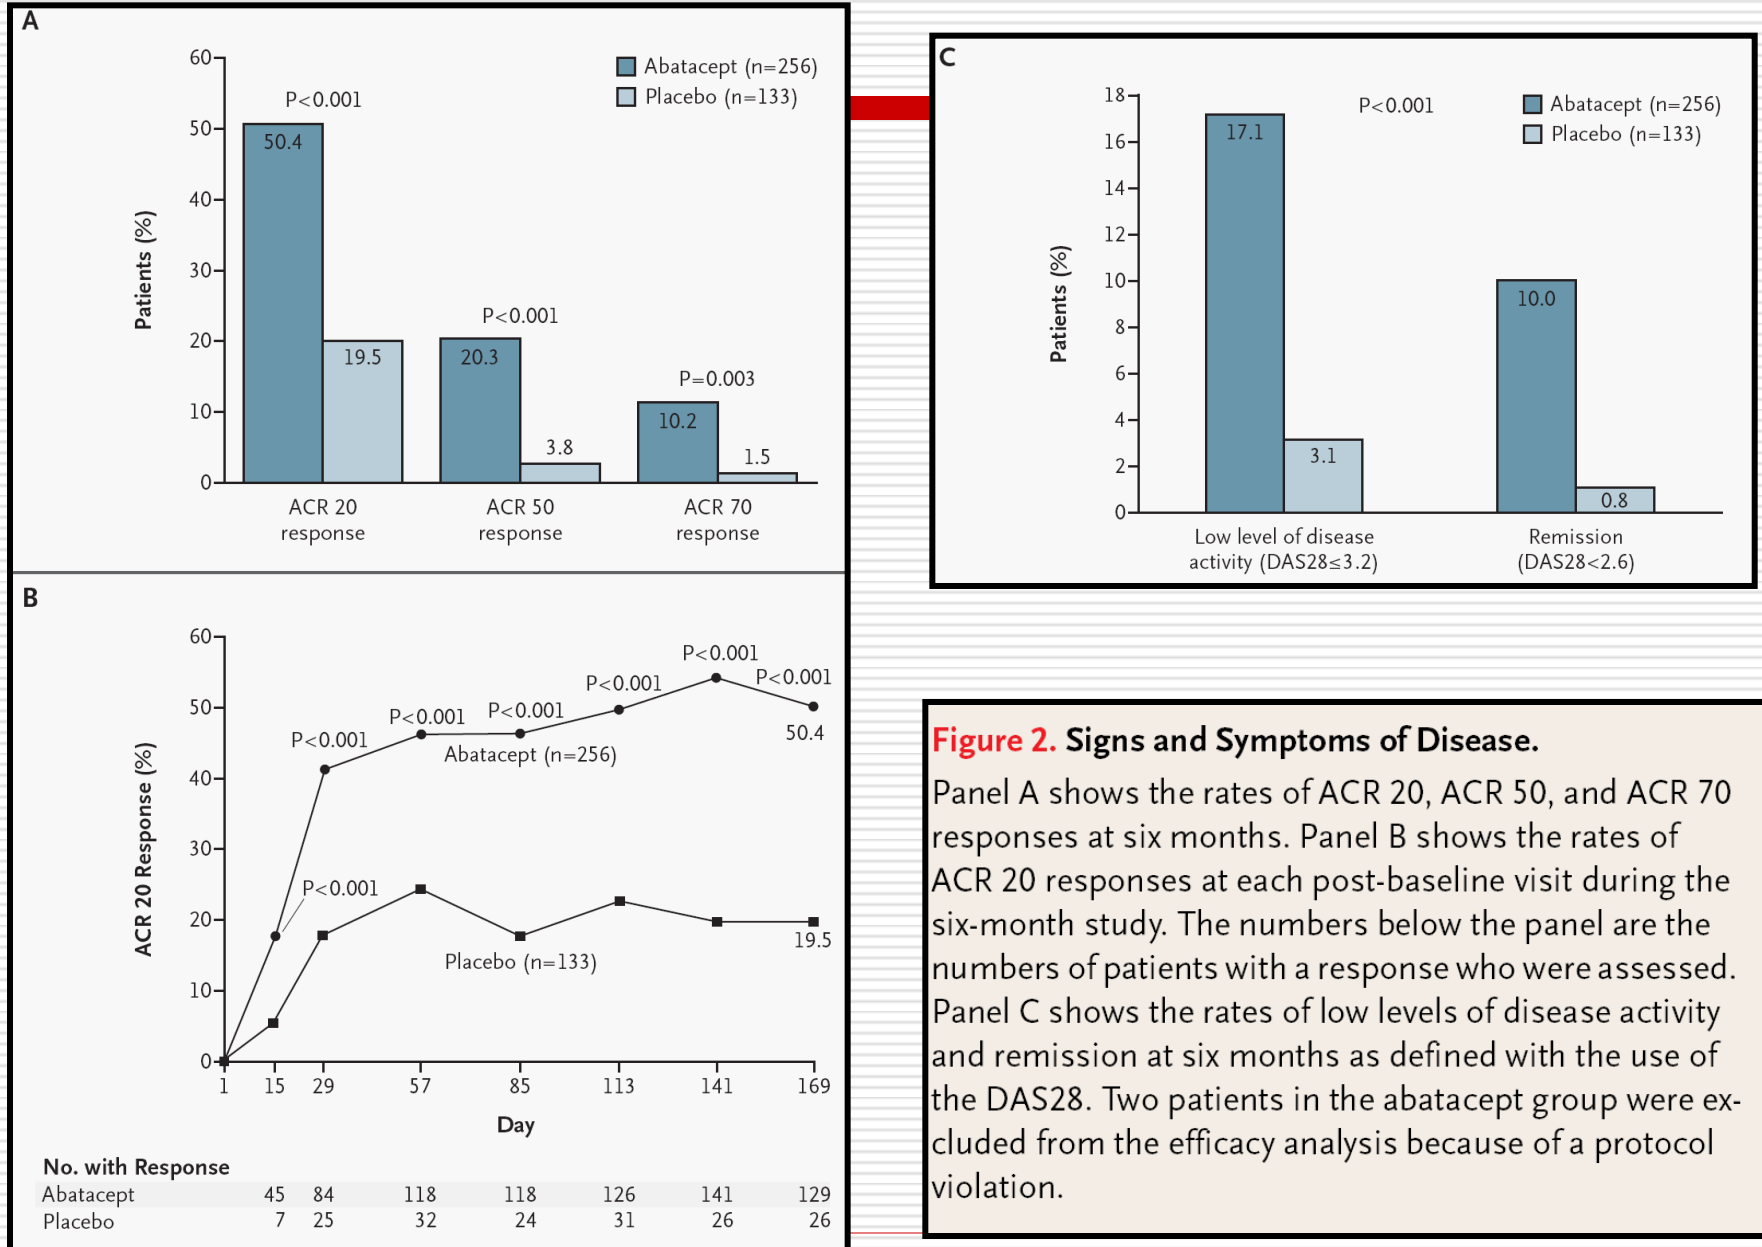 A
60
50
40
30
20
10
0
Patients (%)
Abatacept (n=256)
Placebo (n=133)
P<0.001
50.4
19.5
P<0.001
20.3
3.8
P=0.003
10.2
1.5
ACR 20
response
ACR 50
response
ACR 70
response
B
60
50
40
30
20
10
0
ACR 20 Response (%)
P<0.001
P<0.001
P<0.001
P<0.001
P<0.001
P<0.001
P<0.001
50.4
Abatacept (n=256)
19.5
Placebo (n=133)
1 15 29 57 85 113 141 169
Day
No. with Response
Abatacept 45 84 118 118 126 141 129
Placebo 7 25 32 24 31 26 26
C
18
16
14
12
10
8
6
4
2
0
Patients (%)
P<0.001
Abatacept (n=256)
Placebo (n=133)
17.1
3.1
10.0
0.8
Low level of disease
activity (DAS28≤3.2)
Remission
(DAS28<2.6)
Figure 2. Signs and Symptoms of Disease.
Panel A shows the rates of ACR 20, ACR 50, and ACR 70
responses at six months. Panel B shows the rates of
ACR 20 responses at each post-baseline visit during the
six-month study. The numbers below the panel are the
numbers of patients with a response who were assessed.
Panel C shows the rates of low levels of disease activity
and remission at six months as defined with the use of
the DAS28. Two patients in the abatacept group were ex-
cluded from the efficacy analysis because of a protocol
violation.